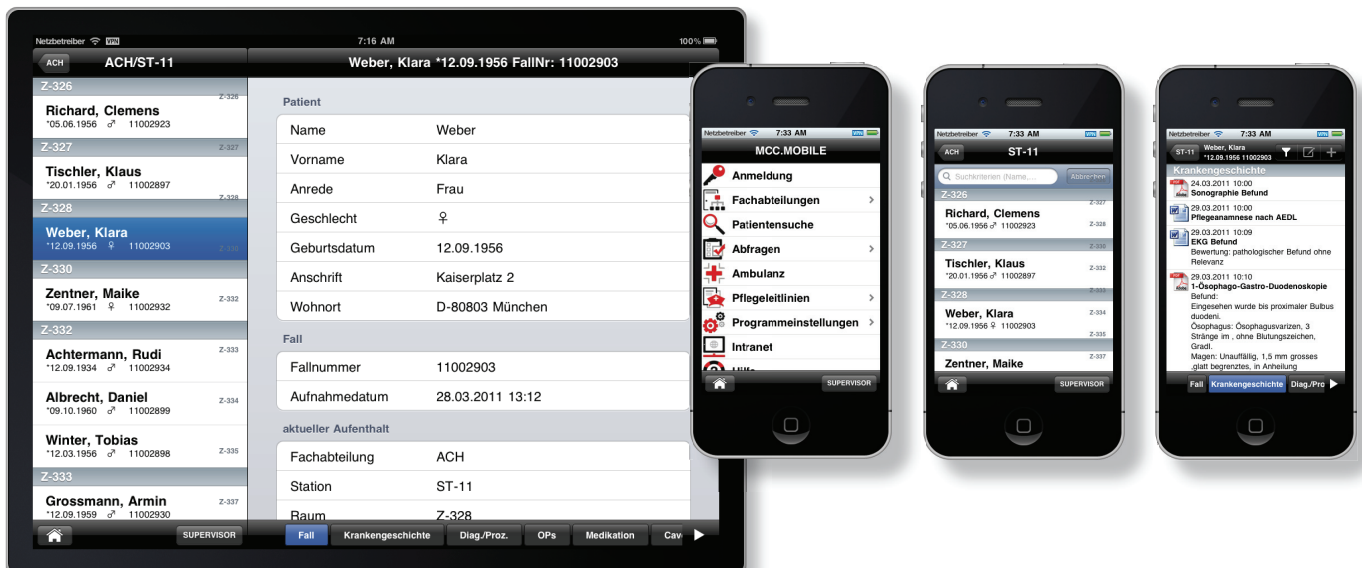 Netzbetreiber VPN 7:16 AM 100%
ACH ACH/ST-11
Z-326
Z-326
Richard, Clemens
*05.06.1956 ♂ 11002923
Z-327
Z-327
Tischler, Klaus
*20.01.1956 ♂ 11002897
Z-328
Z-328
Weber, Klara
*12.09.1956 ♀ 11002903
Z-330
Z-330
Zentner, Maike
*09.07.1961 ♀ 11002932
Z-332
Z-332
Achtermann, Rudi
*12.09.1934 ♂ 11002934
Z-333
Albrecht, Daniel
*09.10.1960 ♂ 11002899
Z-334
Winter, Tobias
*12.03.1956 ♂ 11002898
Z-335
Z-333
Grossmann, Armin
*12.09.1959 ♂ 11002930
Z-337
SUPERVISOR
Weber, Klara *12.09.1956 FallNr: 11002903
Patient
Name Weber
Vorname Klara
Anrede Frau
Geschlecht ♀
Geburtsdatum 12.09.1956
Anschrift Kaiserplatz 2
Wohnort D-80803 München
Fall
Fallnummer 11002903
Aufnahmedatum 28.03.2011 13:12
aktueller Aufenthalt
Fachabteilung ACH
Station ST-11
Raum Z-328
Fall Krankengeschichte Diag./Proz. OPs Medikation Cav
Netzbetreiber 7:33 AM VPN
MCC.MOBILE
Anmeldung
Fachabteilungen
Patientensuche
Abfragen
Ambulanz
Pflegeleitlinien
Programmeinstellungen
Intranet
Hilfe
SUPERVISOR
Netzbetreiber 7:33 AM VPN
ACH ST-11
Suchkriterien (Name,... Abbrechen
Z-326
Z-327
Richard, Clemens
*05.06.1956 ♂ 11002923
Z-328
Z-327
Z-330
Tischler, Klaus
*20.01.1956 ♂ 11002897
Z-332
Z-333
Z-328
Weber, Klara
*12.09.1956 ♀ 11002903
Z-334
Z-335
Z-330
Zentner, Maike
Z-337
SUPERVISOR
Netzbetreiber 7:33 AM VPN
ST-11 Weber, Klara
*12.09.1956 11002903
Krankengeschichte
24.03.2011 10:00
Sonographie Befund
29.03.2011 10:00
Pflegeanamnese nach AEDL
29.03.2011 10:09
EKG Befund
Bewertung: pathologischer Befund ohne
Relevanz
29.03.2011 10:10
1-Ösophago-Gastro-Duodenoskopie
Befund:
Eingesehen wurde bis proximaler Bulbus
duodeni.
Ösophagus: Ösophagusvarizen, 3
Stränge im , ohne Blutungszeichen,
GradI.
Magen: Unauffällig, 1,5 mm grosses
,glatt begrenztes, in Anheilung
Fall Krankengeschichte Diag./Pro